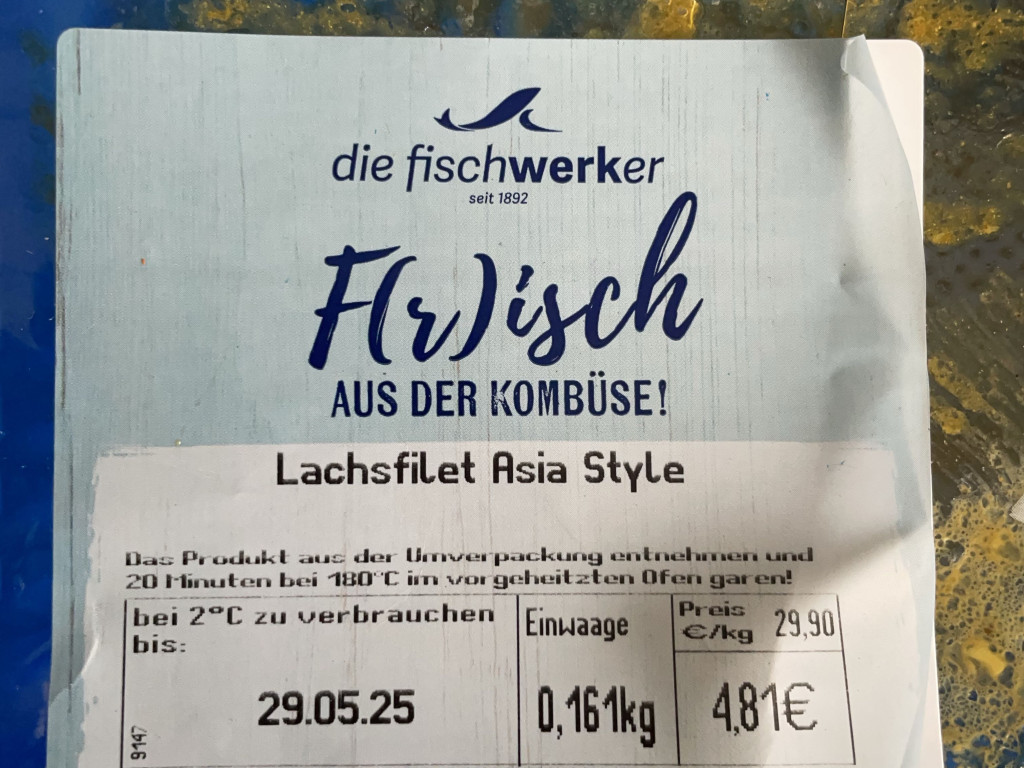 die fischwerker
seit 1892
F(r)isch
AUS DER KOMBÜSE!
Lachsfilet Asia Style
Das Produkt aus der Umverpackung entnehmen und
20 Minuten bei 180°C im vorgeheitzten Ofen garen!
bei 2°C zu verbrauchen
bis:
29.05.25
9147
Einwaage
0,161kg
Preis
€/kg 29,90
4,81€